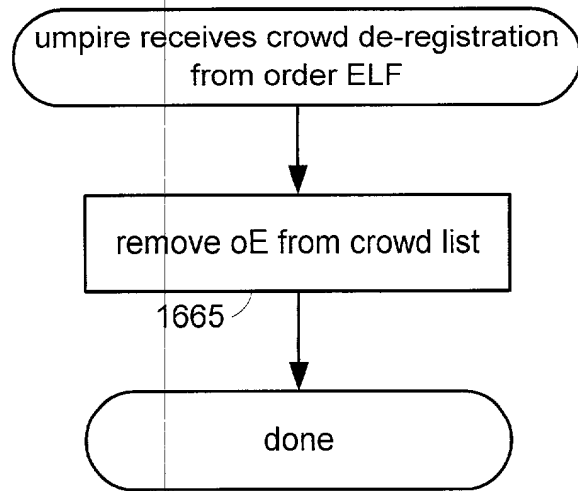 umpire receives crowd de-registration
from order ELF
remove oE from crowd list
1665
done